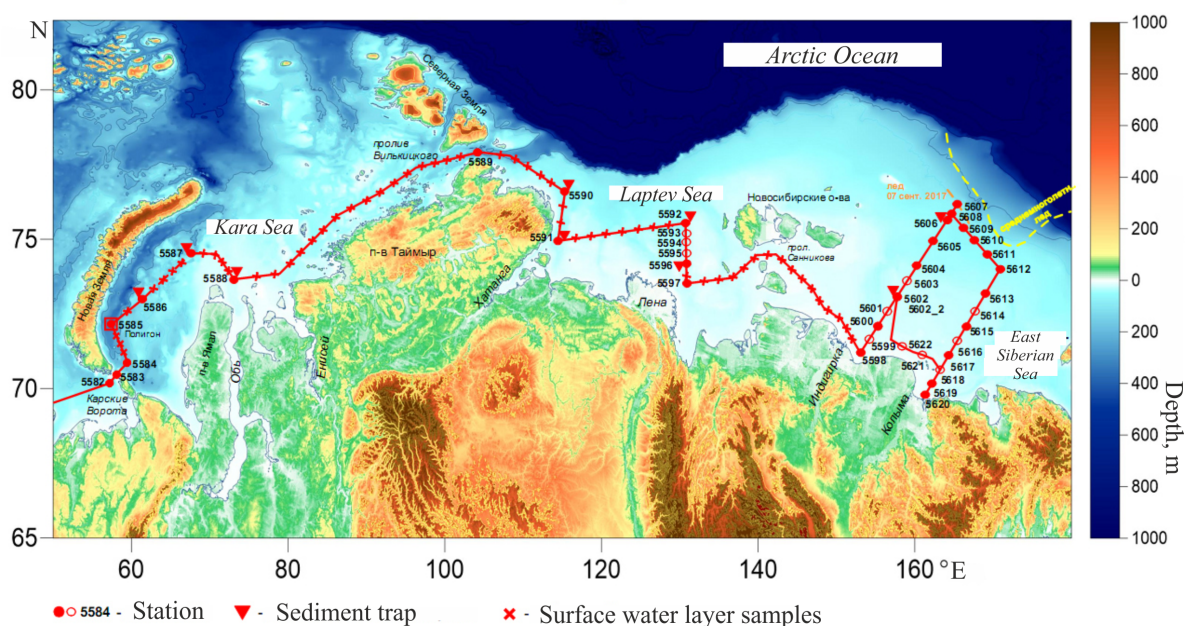 N
Arctic Ocean
80
75
70
65
60
80
100
120
140
160
°E
Северная Земля
пролив
Вилькицкого
5589
5590
5591
Kara Sea
Laptev Sea
Новосибирские о-ва
лед
07 сент. 2017
лед
5592
5593
5594
5595
5596
5597
прол.
Санникова
п-в Таймыр
Хатанга
Лена
Новая Земля
5587
5588
5586
5585
Полигон
5584
5583
5582
Карские
Ворота
п-в Ямал
Обь
Енисей
Индигирка
Колыма
5607
5608
5609
5610
5611
5612
5606
5605
5604
5603
5602
5602_2
5601
5600
5599
5598
5622
5621
5613
5614
5615
5616
5617
5618
5619
5620
East
Siberian
Sea
1000
800
600
400
200
0
200
400
600
800
1000
Depth, m
5584 - Station
- Sediment trap
- Surface water layer samples